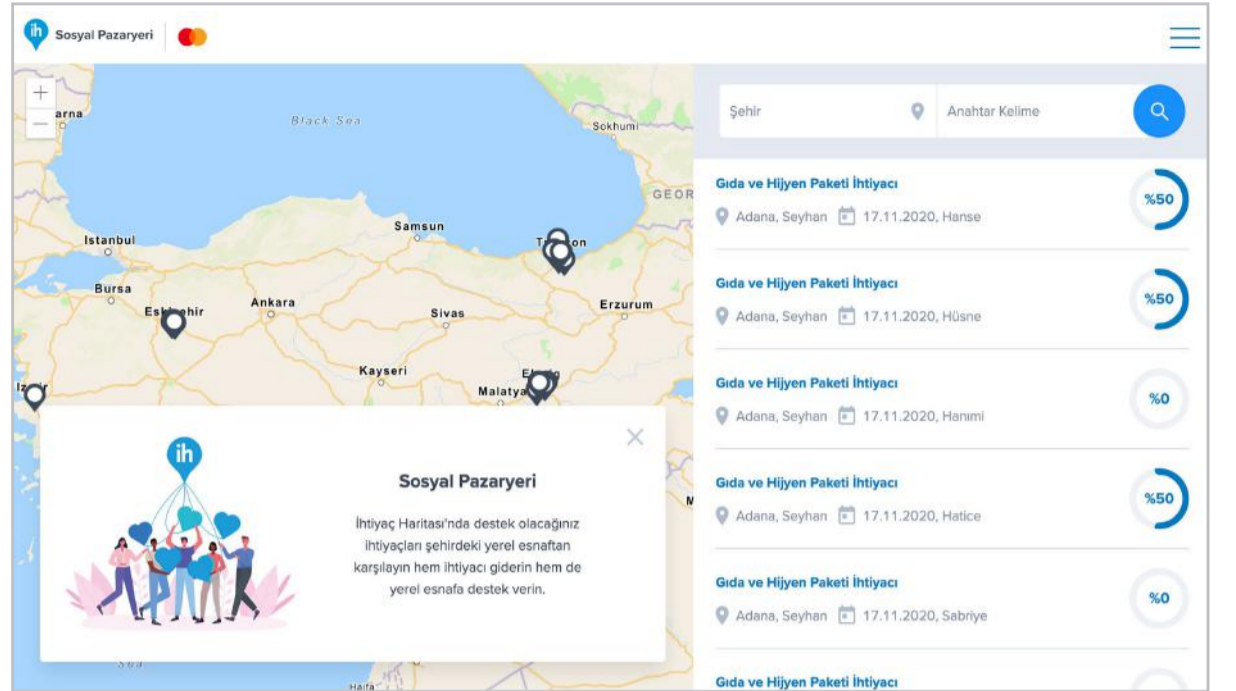 ih Sosyal Pazaryeri
+
arna
−
Black Sea
Sokhumi
GEOR
Samsun
Istanbul
Bursa
Ankara
Sivas
Erzurum
Kayseri
Malatya
ih
Sosyal Pazaryeri
İhtiyaç Haritası'nda destek olacağınız
ihtiyaçları şehirdeki yerel esnaftan
karşılayın hem ihtiyacı giderin hem de
yerel esnafa destek verin.
M
Sea
Haifa
Şehir
Anahtar Kelime
Gıda ve Hijyen Paketi İhtiyacı
Adana, Seyhan 17.11.2020, Hanse
%50
Gıda ve Hijyen Paketi İhtiyacı
Adana, Seyhan 17.11.2020, Hüsne
%50
Gıda ve Hijyen Paketi İhtiyacı
Adana, Seyhan 17.11.2020, Hanımi
%0
Gıda ve Hijyen Paketi İhtiyacı
Adana, Seyhan 17.11.2020, Hatice
%50
Gıda ve Hijyen Paketi İhtiyacı
Adana, Seyhan 17.11.2020, Sabriye
%0
Gıda ve Hijyen Paketi İhtiyacı